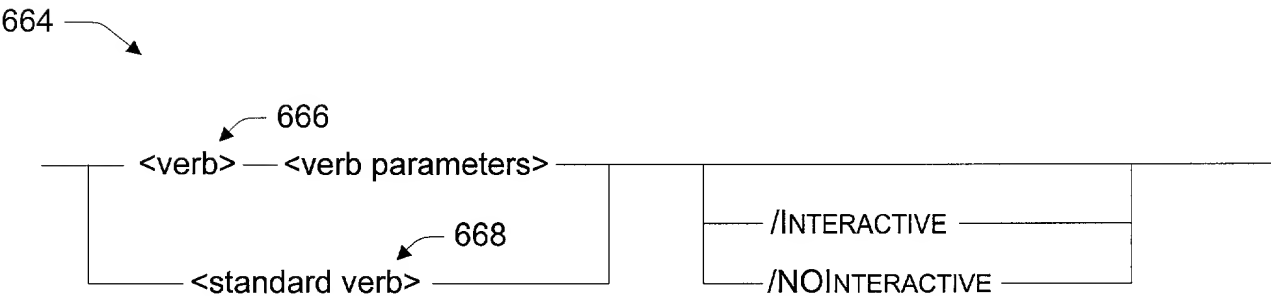 664
666
<verb> <verb parameters>
/INTERACTIVE
668
<standard verb> /NOINTERACTIVE